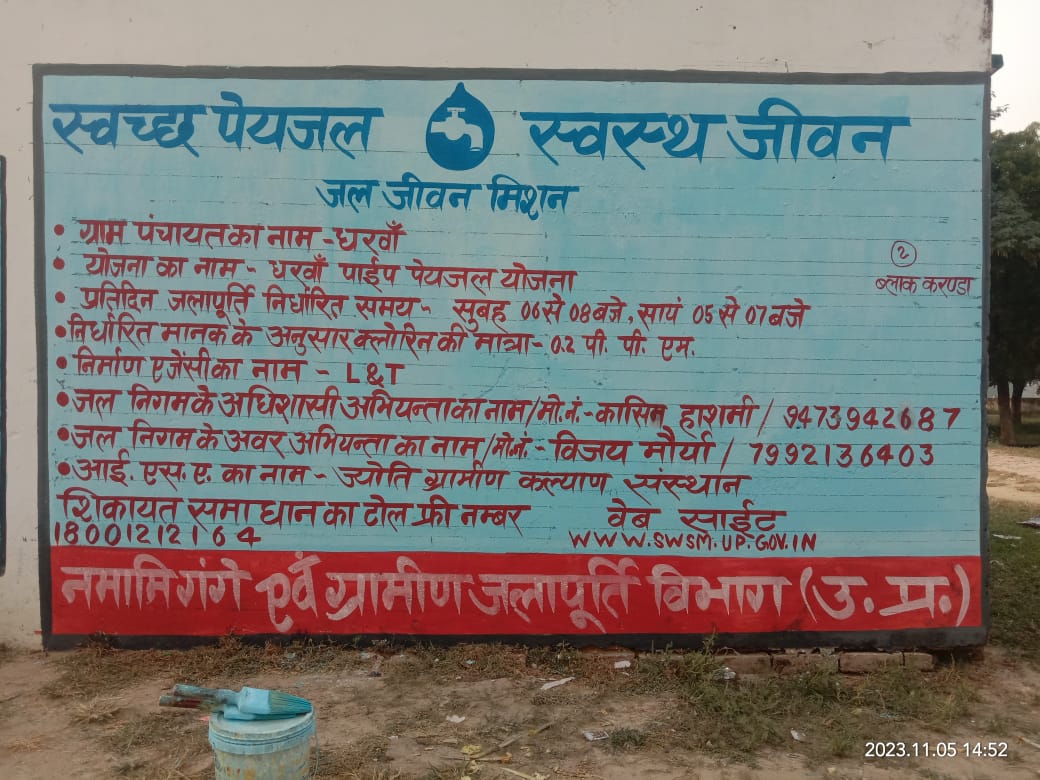 स्वच्छ पेयजल स्वस्थ जीवन
जल जीवन मिशन
• ग्राम पंचायत का नाम - धरवाँ
• योजना का नाम - धरवाँ पाईप पेयजल योजना
२
ब्लाक करण्डा
• प्रतिदिन जलापूर्ति निर्धारित समय - सुबह 06 से 08 बजे, सायं 05 से 07 बजे
• निर्धारित मानक के अनुसार क्लोरिन की मात्रा - 0.2 पी. पी. एम.
• निर्माण एजेंसी का नाम - L&T
• जल निगम के अधिशासी अभियन्ता का नाम/मो.नं. - कासिम हाशमी / 9473942687
• जल निगम के अवर अभियन्ता का नाम/मो.नं. - विजय मौर्या / 7992136403
• आई. एस. ए. का नाम - ज्योति ग्रामीण कल्याण संस्थान
शिकायत समाधान का टोल फ्री नम्बर वेब साईट
18001212164 WWW.SWSM.UP.GOV.IN
नमामि गंगे एवं ग्रामीण जलापूर्ति विभाग (उ. प्र.)
2023.11.05 14:52